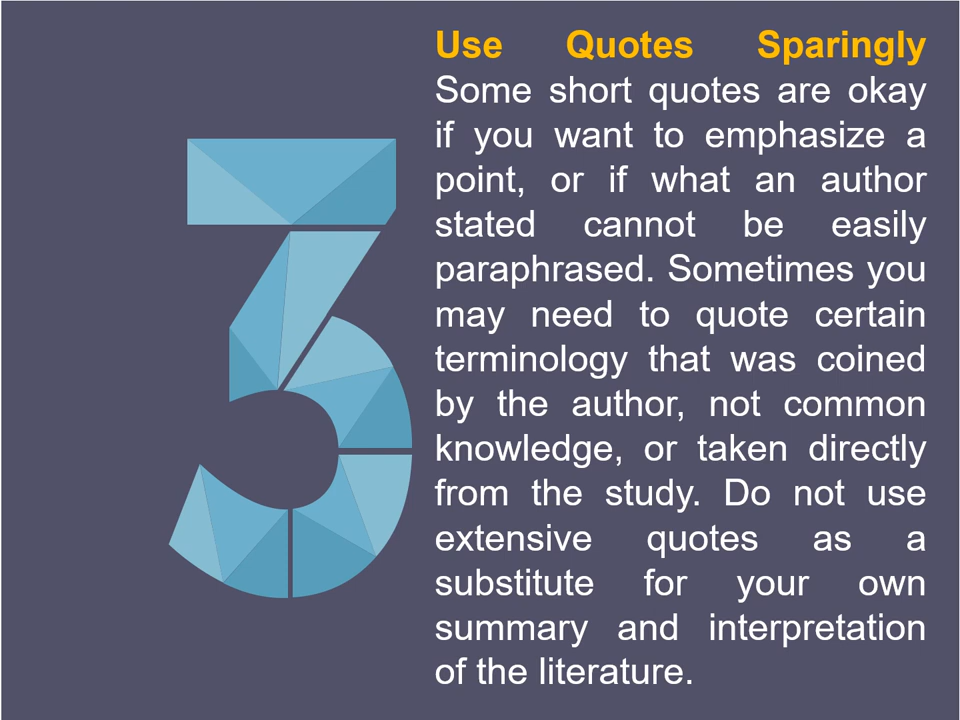 3
Use Quotes Sparingly
Some short quotes are okay
if you want to emphasize a
point, or if what an author
stated cannot be easily
paraphrased. Sometimes you
may need to quote certain
terminology that was coined
by the author, not common
knowledge, or taken directly
from the study. Do not use
extensive quotes as a
substitute for your own
summary and interpretation
of the literature.